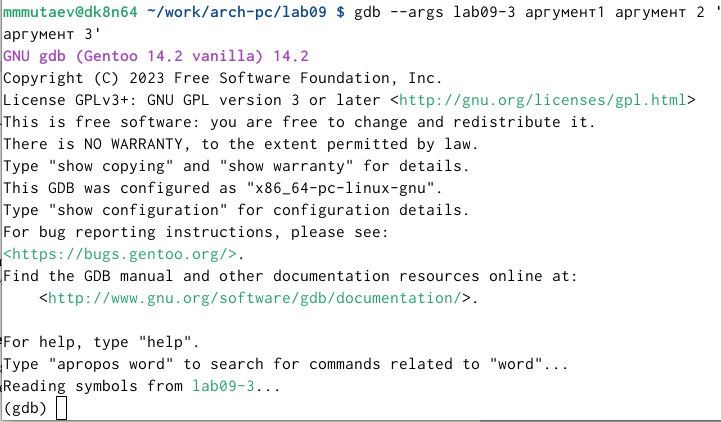 mmmutaev@dk8n64 ~/work/arch-pc/lab09 $ gdb --args lab09-3 аргумент1 аргумент 2 '
аргумент 3'
GNU gdb (Gentoo 14.2 vanilla) 14.2
Copyright (C) 2023 Free Software Foundation, Inc.
License GPLv3+: GNU GPL version 3 or later <http://gnu.org/licenses/gpl.html>
This is free software: you are free to change and redistribute it.
There is NO WARRANTY, to the extent permitted by law.
Type "show copying" and "show warranty" for details.
This GDB was configured as "x86_64-pc-linux-gnu".
Type "show configuration" for configuration details.
For bug reporting instructions, please see:
<https://bugs.gentoo.org/>.
Find the GDB manual and other documentation resources online at:
    <http://www.gnu.org/software/gdb/documentation/>.

For help, type "help".
Type "apropos word" to search for commands related to "word"...
Reading symbols from lab09-3...
(gdb)